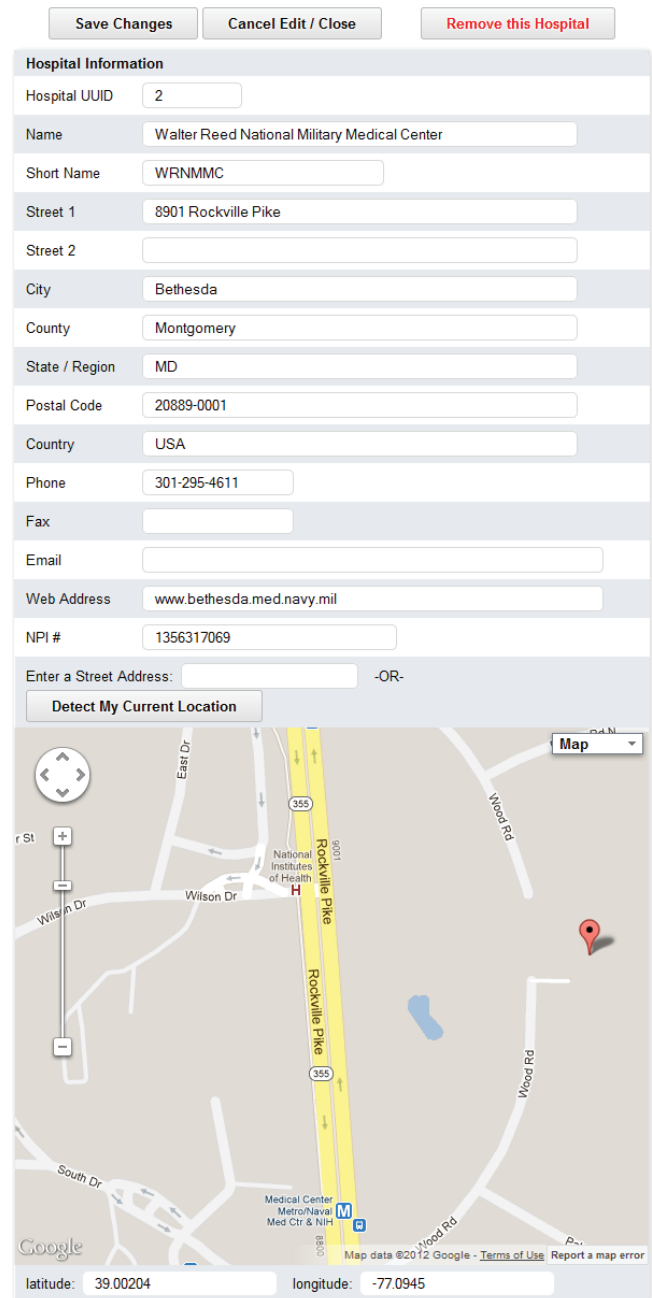 Save Changes Cancel Edit / Close Remove this Hospital
Hospital Information
Hospital UUID 2
Name Walter Reed National Military Medical Center
Short Name WRNMMC
Street 1 8901 Rockville Pike
Street 2
City Bethesda
County Montgomery
State / Region MD
Postal Code 20889-0001
Country USA
Phone 301-295-4611
Fax
Email
Web Address www.bethesda.med.navy.mil
NPI # 1356317069
Enter a Street Address: -OR-
Detect My Current Location
Map
East Dr
355
Wood Rd
r St
9001
National
Institutes
of Health
H
Rockville Pike
Wilson Dr
Wilson Dr
Rockville Pike
355
Wood Rd
South Dr
Medical Center
Metro/Naval
Med Ctr & NIH
M
8800
Wood Rd
Google
Map data ©2012 Google - Terms of Use Report a map error
latitude: 39.00204 longitude: -77.0945